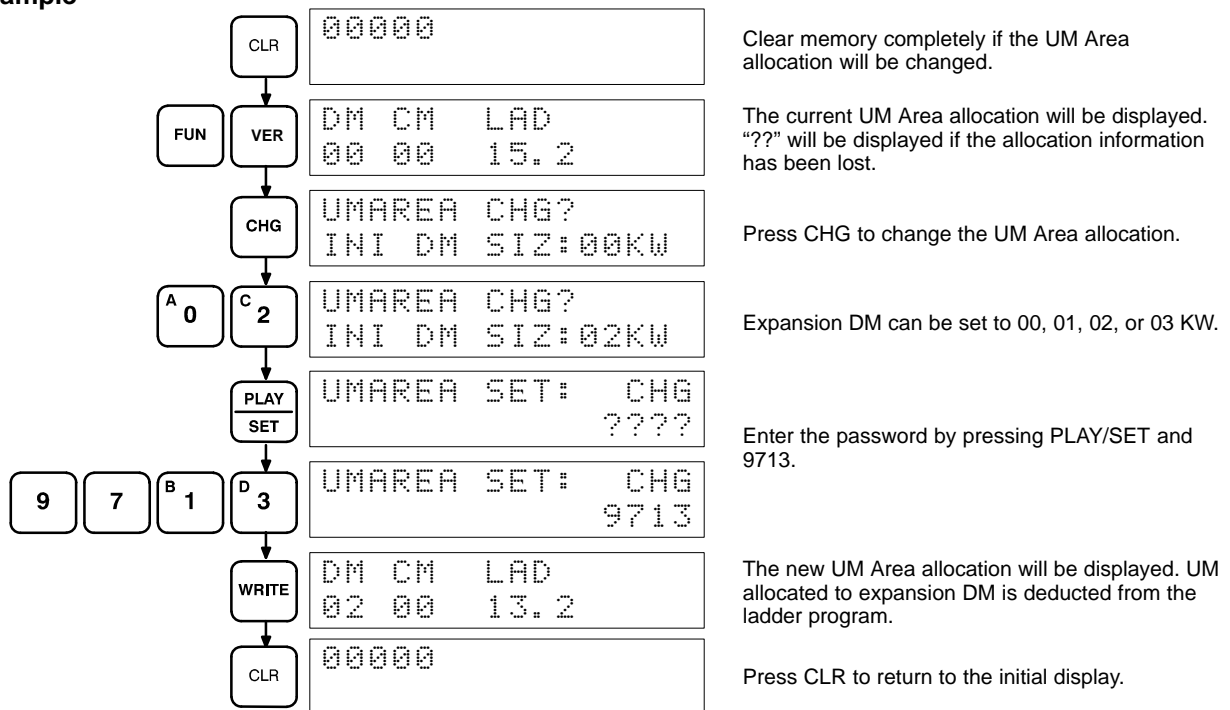 ample
CLR
00000
Clear memory completely if the UM Area
allocation will be changed.
FUN VER
DM CM LAD
00 00 15.2
The current UM Area allocation will be displayed.
“??” will be displayed if the allocation information
has been lost.
CHG
UMAREA CHG?
INI DM SIZ:00KW
Press CHG to change the UM Area allocation.
A 0 C 2
UMAREA CHG?
INI DM SIZ:02KW
Expansion DM can be set to 00, 01, 02, or 03 KW.
PLAY
SET
UMAREA SET: CHG
????
Enter the password by pressing PLAY/SET and
9713.
9 7 B 1 D 3
UMAREA SET: CHG
9713
WRITE
DM CM LAD
02 00 13.2
The new UM Area allocation will be displayed. UM
allocated to expansion DM is deducted from the
ladder program.
CLR
00000
Press CLR to return to the initial display.